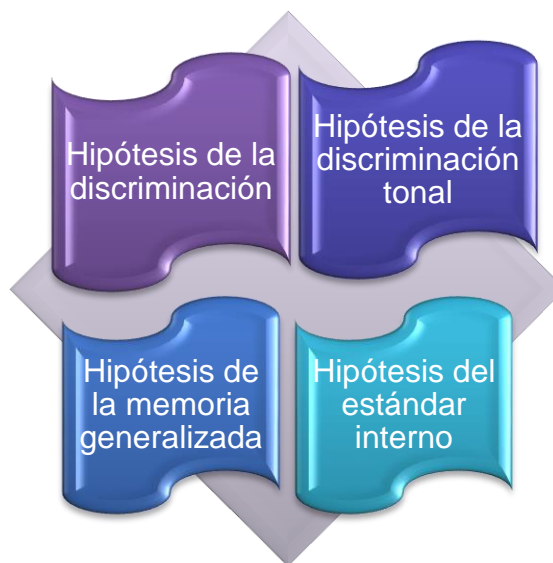 Hipótesis de la
discriminación
Hipótesis de la
discriminación
tonal
Hipótesis de
la memoria
generalizada
Hipótesis del
estándar
interno